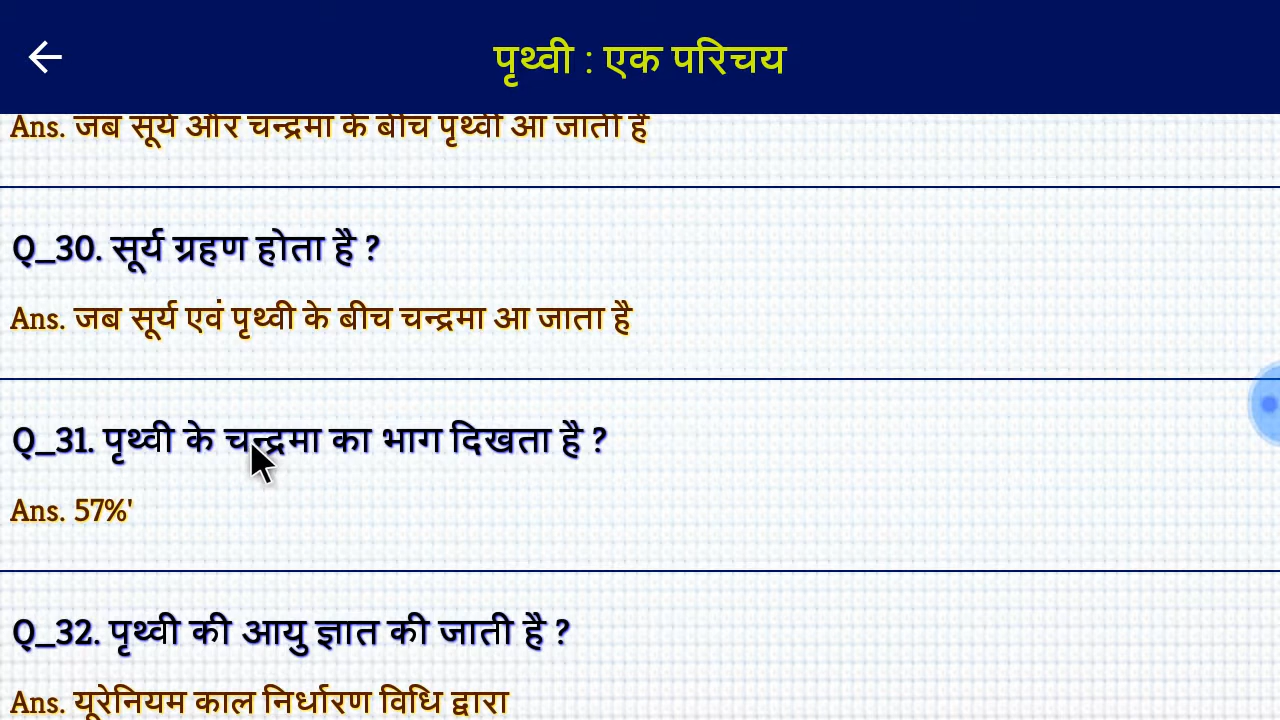 पृथ्वी : एक परिचय
Ans. जब सूर्य और चन्द्रमा के बीच पृथ्वी आ जाती है
Q_30. सूर्य ग्रहण होता है ?
Ans. जब सूर्य एवं पृथ्वी के बीच चन्द्रमा आ जाता है
Q_31. पृथ्वी के चन्द्रमा का भाग दिखता है ?
Ans. 57%'
Q_32. पृथ्वी की आयु ज्ञात की जाती है ?
Ans. यूरेनियम काल निर्धारण विधि द्वारा